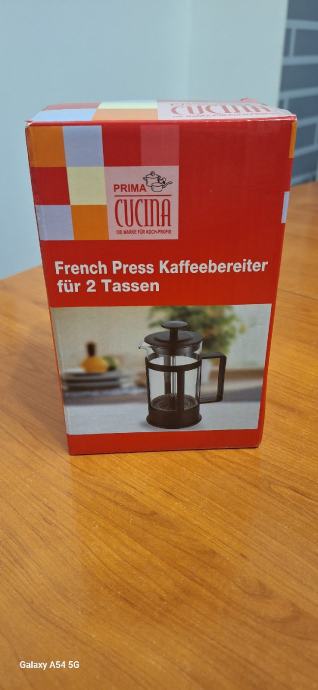 CUCINA
PRIMA
CUCINA
DIE MARKE FÜR KOCH-PROFIS
French Press Kaffeebereiter
für 2 Tassen
Galaxy A54 5G